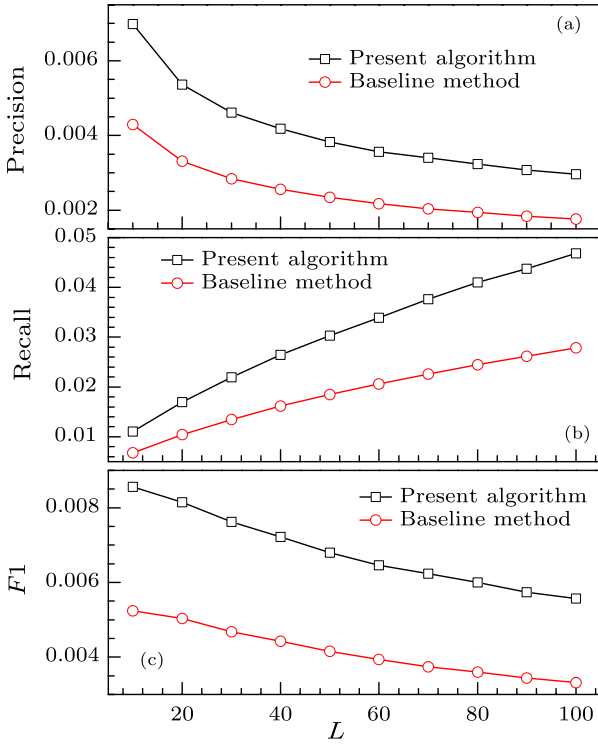 (a)
Present algorithm
Baseline method
Precision
0.006
0.004
0.002
Present algorithm
Baseline method
Recall
0.05
0.04
0.03
0.02
0.01
(b)
Present algorithm
Baseline method
F1
0.008
0.006
0.004
(c)
20 40 60 80 100
L